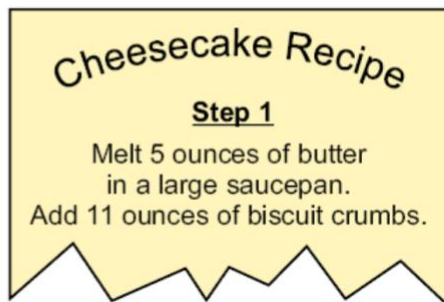 Cheesecake Recipe
Step 1
Melt 5 ounces of butter
in a large saucepan.
Add 11 ounces of biscuit crumbs.